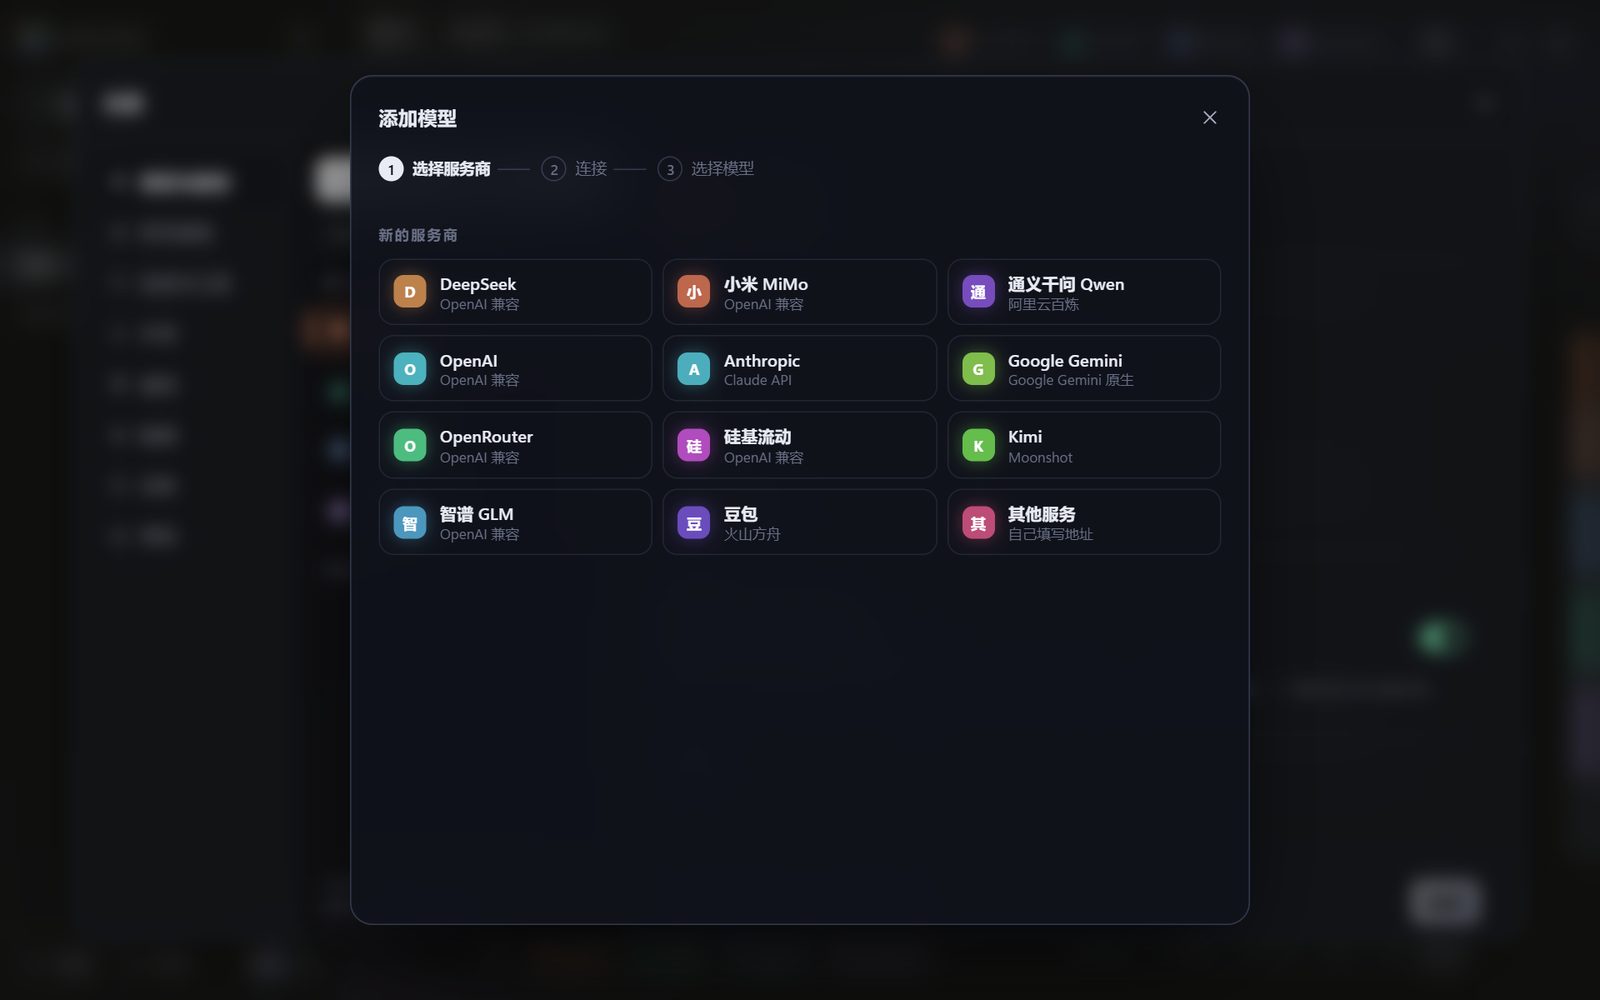 添加模型
1 选择服务商 2 连接 3 选择模型
新的服务商
D DeepSeek
OpenAI 兼容
小 小米 MiMo
OpenAI 兼容
通 通义千问 Qwen
阿里云百炼
O OpenAI
OpenAI 兼容
A Anthropic
Claude API
G Google Gemini
Google Gemini 原生
O OpenRouter
OpenAI 兼容
硅 硅基流动
OpenAI 兼容
K Kimi
Moonshot
智 智谱 GLM
OpenAI 兼容
豆 豆包
火山方舟
其 其他服务
自己填写地址